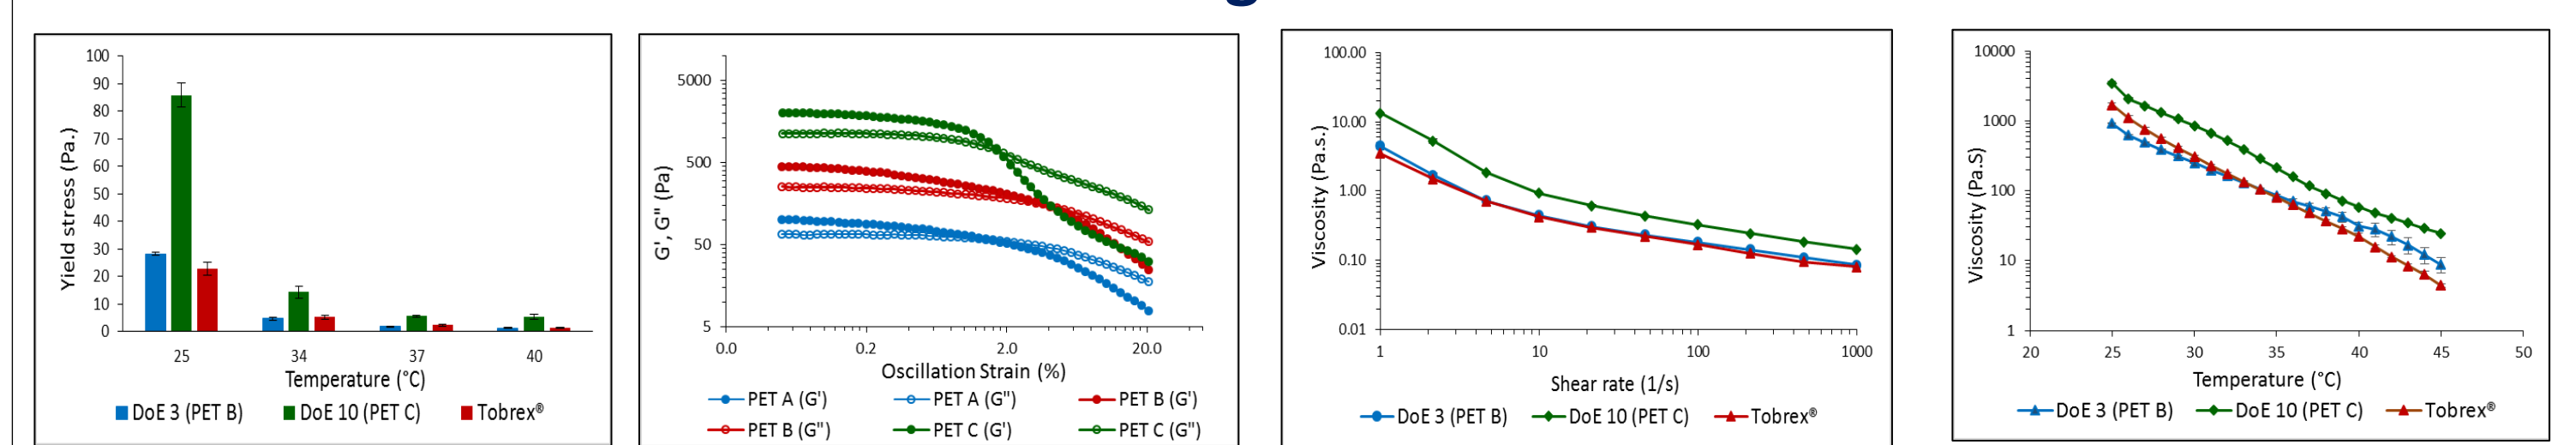 g
100
90
80
70
60
50
40
30
20
10
0
Yield stress (Pa.)
25 34 37 40
Temperature (°C)
DoE 3 (PET B) DoE 10 (PET C) Tobrex®
5000
500
50
5
G', G" (Pa)
0.0 0.2 2.0 20.0
Oscillation Strain (%)
PET A (G') PET A (G") PET B (G')
PET B (G") PET C (G') PET C (G")
100.00
10.00
1.00
0.10
0.01
Viscosity (Pa.s.)
1 10 100 1000
Shear rate (1/s)
DoE 3 (PET B) DoE 10 (PET C) Tobrex®
10000
1000
100
10
1
Viscosity (Pa.S)
20 25 30 35 40 45 50
Temperature (°C)
DoE 3 (PET B) DoE 10 (PET C) Tobrex®